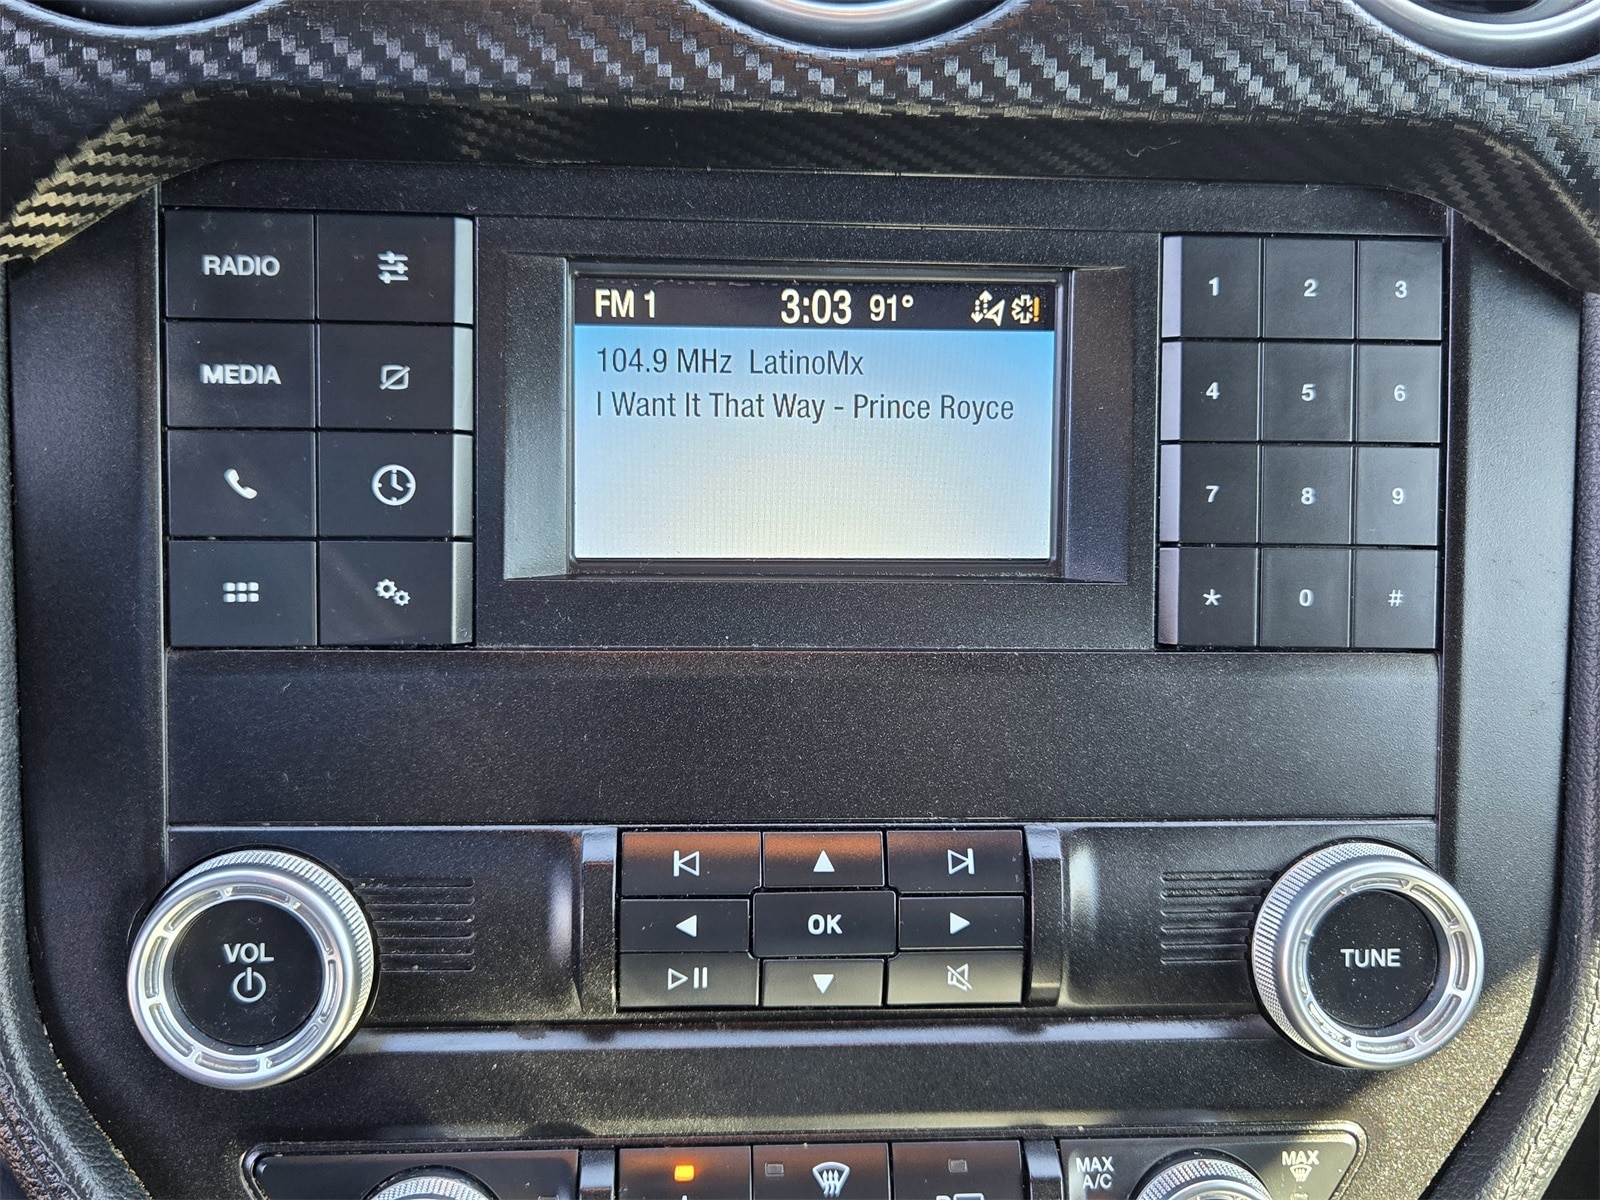 RADIO
MEDIA
FM 1 3:03 91°
104.9 MHz LatinoMx
I Want It That Way - Prince Royce
1 2 3
4 5 6
7 8 9
* 0 #
VOL
OK
TUNE
MAX
A/C
MAX